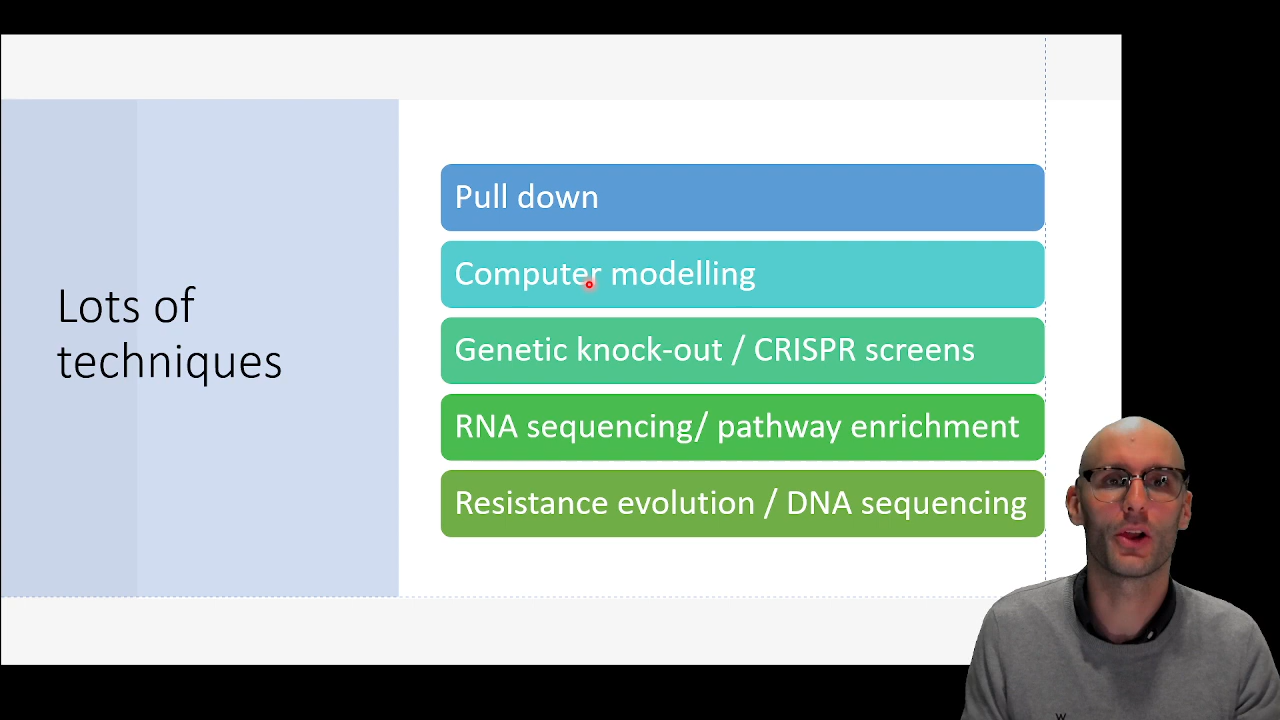 Lots of
techniques
Pull down
Computer modelling
Genetic knock-out / CRISPR screens
RNA sequencing/ pathway enrichment
Resistance evolution / DNA sequencing
W